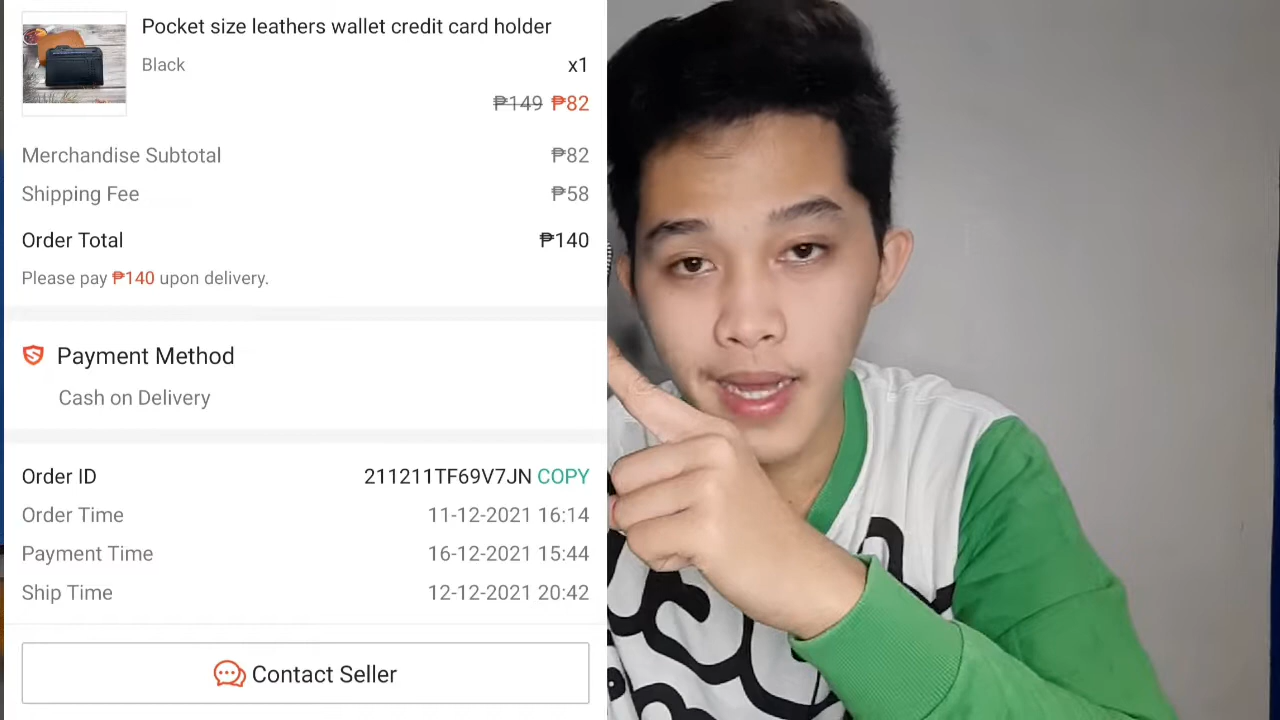 Pocket size leathers wallet credit card holder
Black
x1
₱149 ₱82
Merchandise Subtotal ₱82
Shipping Fee ₱58
Order Total ₱140
Please pay ₱140 upon delivery.
Payment Method
Cash on Delivery
Order ID 211211TF69V7JN COPY
Order Time 11-12-2021 16:14
Payment Time 16-12-2021 15:44
Ship Time 12-12-2021 20:42
Contact Seller